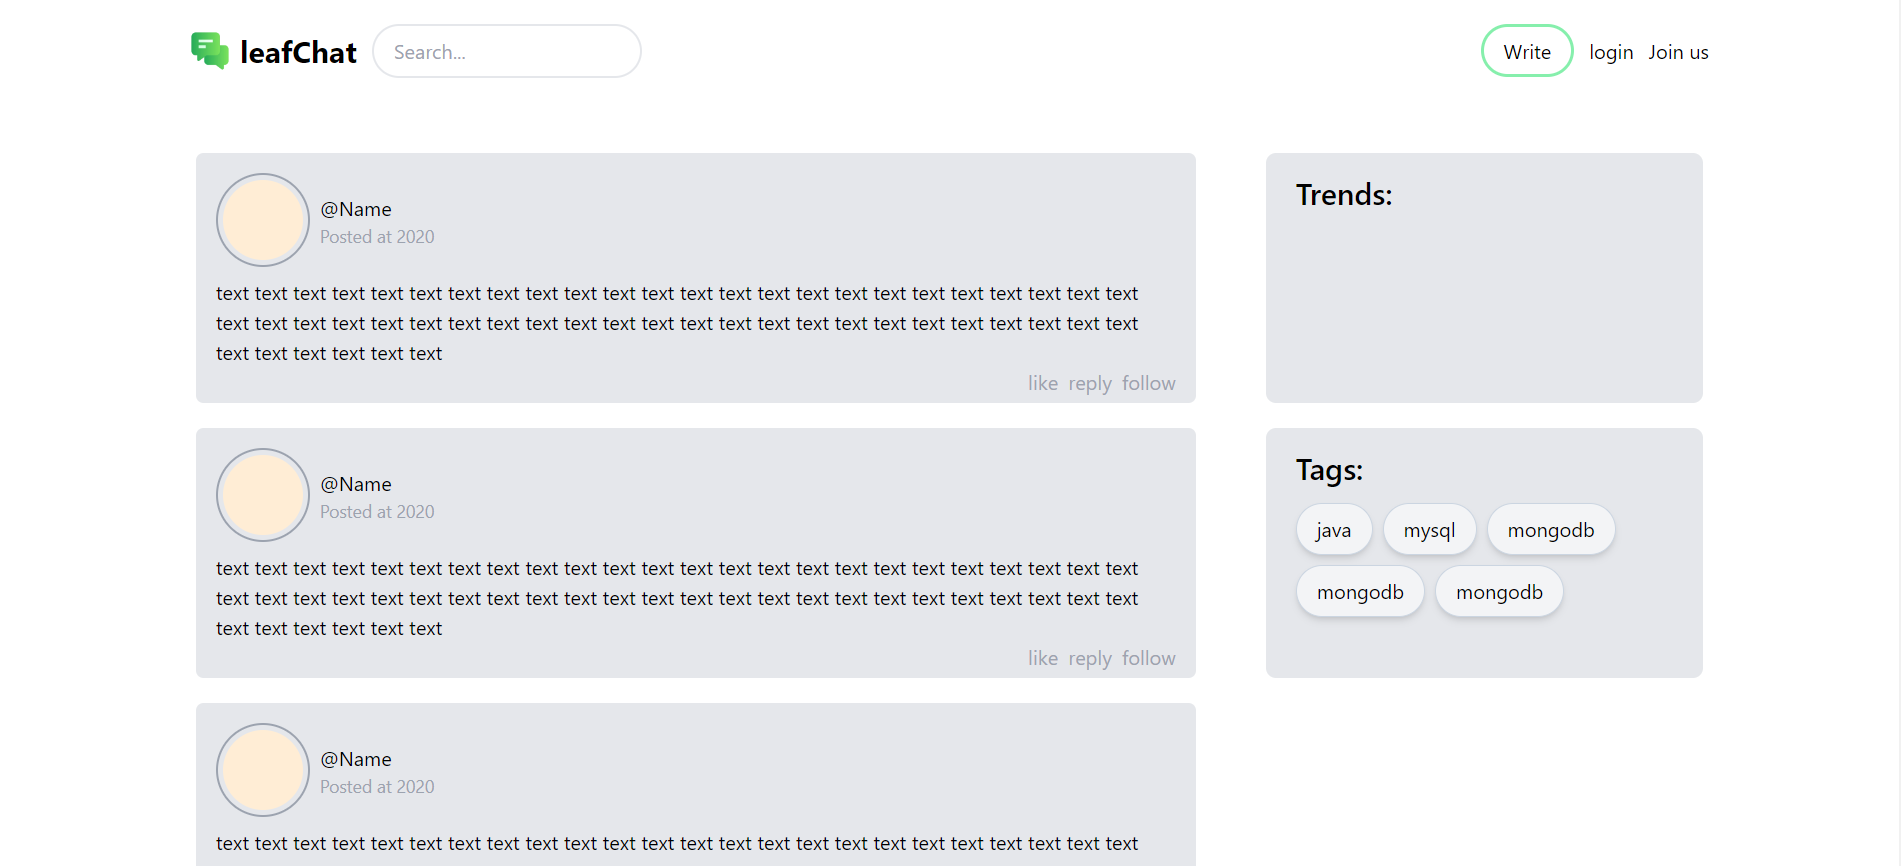 leafChat
Search...
Write
login
Join us
@Name
Posted at 2020
text text text text text text text text text text text text text text text text text text text text text text text text
text text text text text text text text text text text text text text text text text text text text text text text text
text text text text text text
like reply follow
@Name
Posted at 2020
text text text text text text text text text text text text text text text text text text text text text text text text
text text text text text text text text text text text text text text text text text text text text text text text text
text text text text text text
like reply follow
@Name
Posted at 2020
text text text text text text text text text text text text text text text text text text text text text text text text
Trends:
Tags:
java mysql mongodb
mongodb mongodb